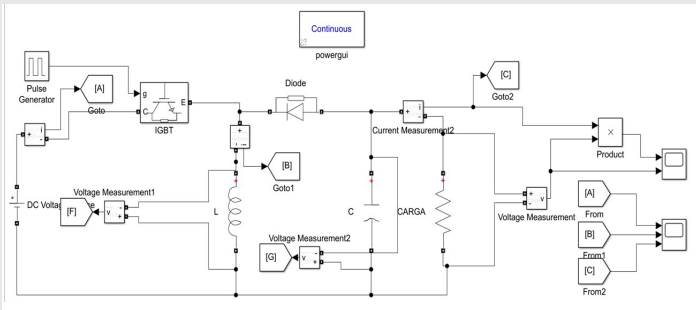 Continuous
powergui
Pulse
Generator
[A]
Goto
g
C
E
IGBT
Diode
[C]
Goto2
+
-
i
+
-
i
Current Measurement2
×
Product
+
i
[B]
Goto1
DC Voltage
Voltage Measurement1
[F]
v
-
+
L
C
CARGA
+
-
v
Voltage Measurement
[A]
From
[B]
From1
[C]
From2
Voltage Measurement2
[G]
v
-
+